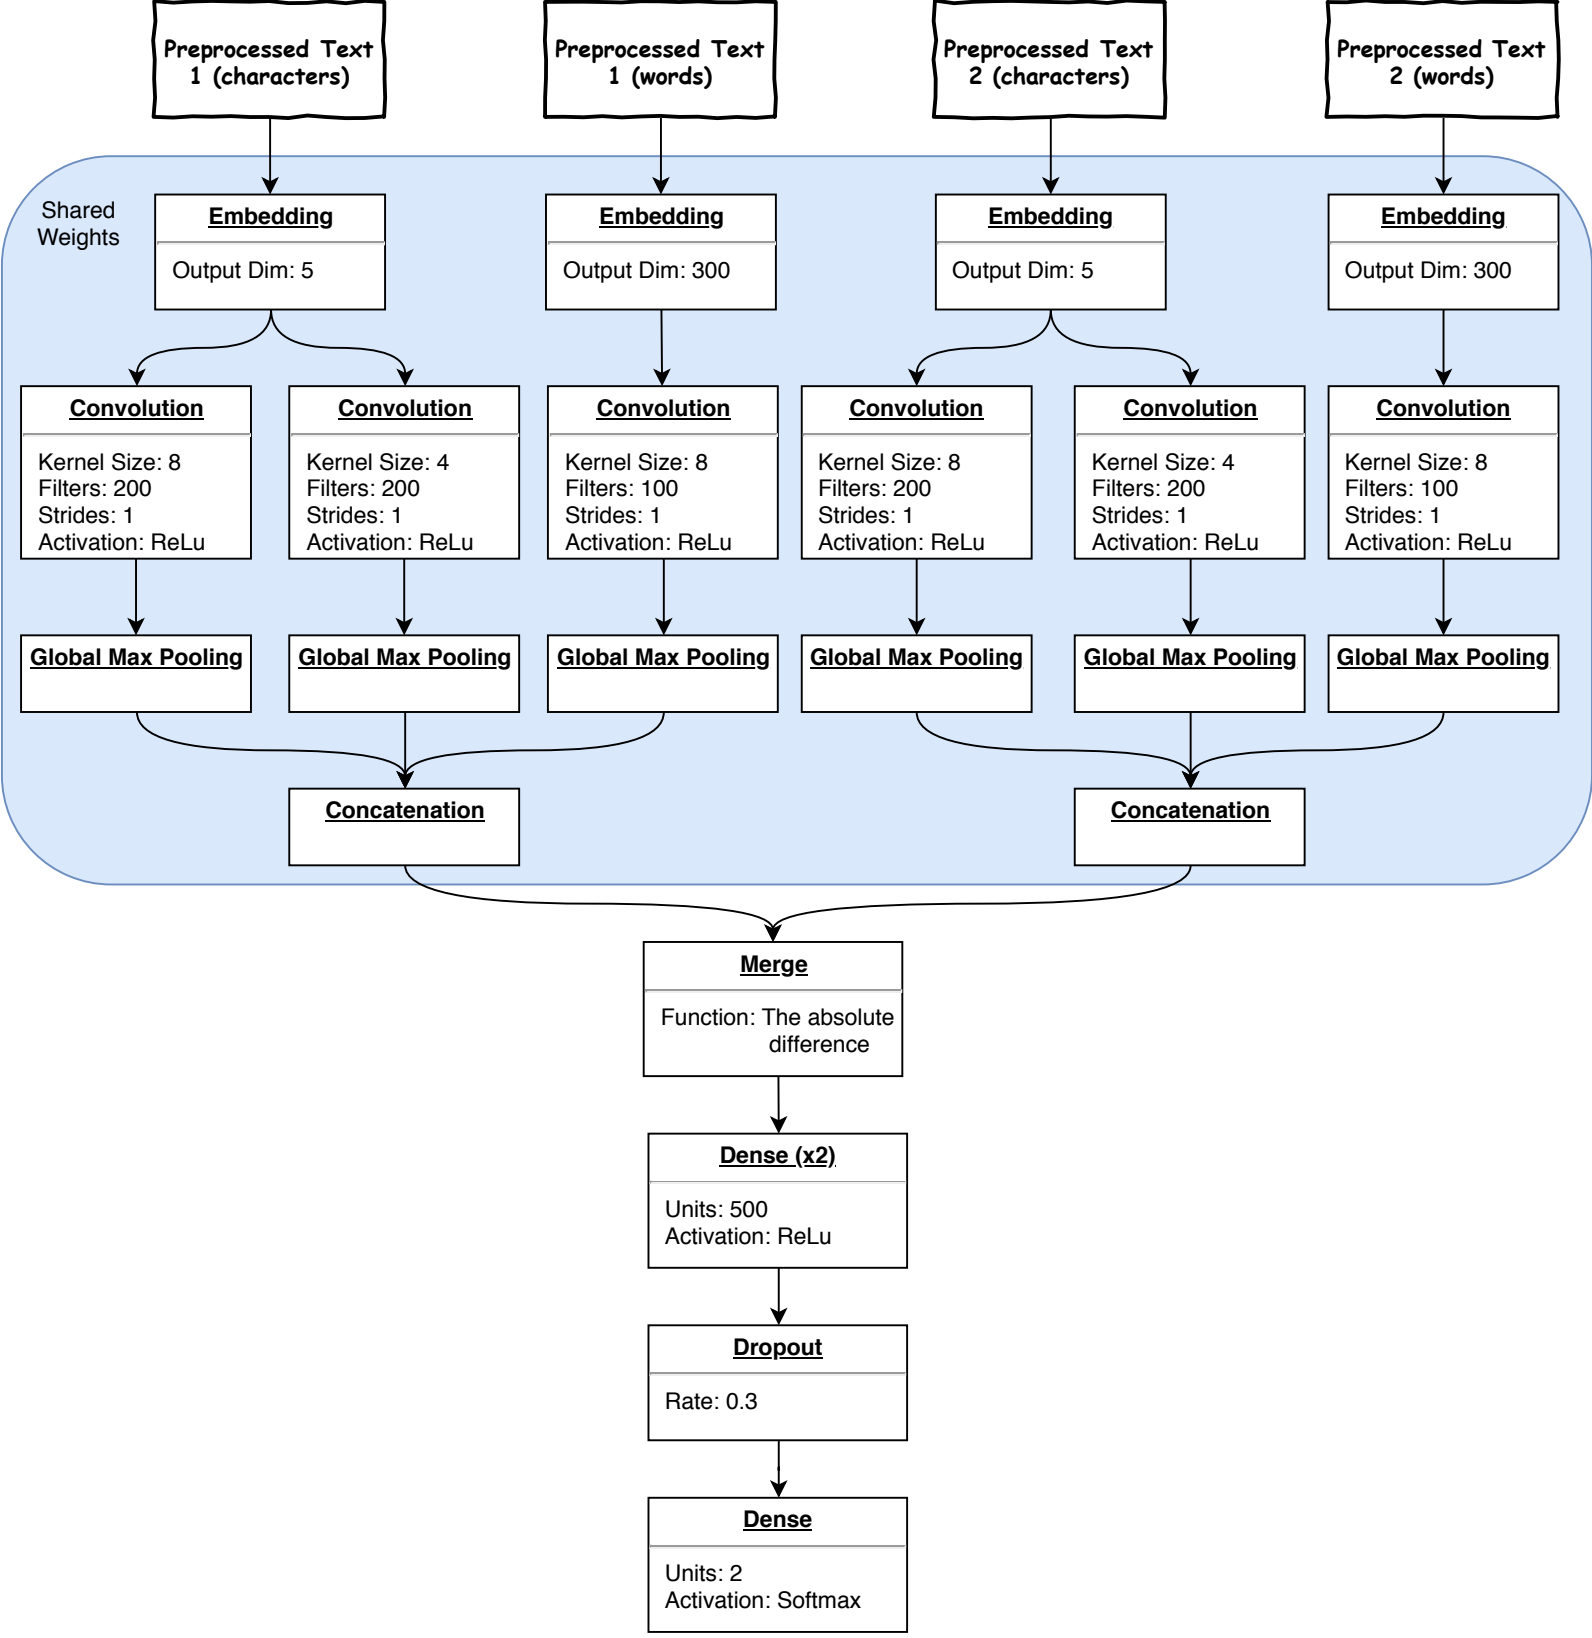 Preprocessed Text
1 (characters)
Preprocessed Text
1 (words)
Preprocessed Text
2 (characters)
Preprocessed Text
2 (words)
Shared
Weights
Embedding
Output Dim: 5
Embedding
Output Dim: 300
Embedding
Output Dim: 5
Embedding
Output Dim: 300
Convolution
Kernel Size: 8
Filters: 200
Strides: 1
Activation: ReLu
Convolution
Kernel Size: 4
Filters: 200
Strides: 1
Activation: ReLu
Convolution
Kernel Size: 8
Filters: 100
Strides: 1
Activation: ReLu
Convolution
Kernel Size: 8
Filters: 200
Strides: 1
Activation: ReLu
Convolution
Kernel Size: 4
Filters: 200
Strides: 1
Activation: ReLu
Convolution
Kernel Size: 8
Filters: 100
Strides: 1
Activation: ReLu
Global Max Pooling
Global Max Pooling
Global Max Pooling
Global Max Pooling
Global Max Pooling
Global Max Pooling
Concatenation
Concatenation
Merge
Function: The absolute
difference
Dense (x2)
Units: 500
Activation: ReLu
Dropout
Rate: 0.3
Dense
Units: 2
Activation: Softmax